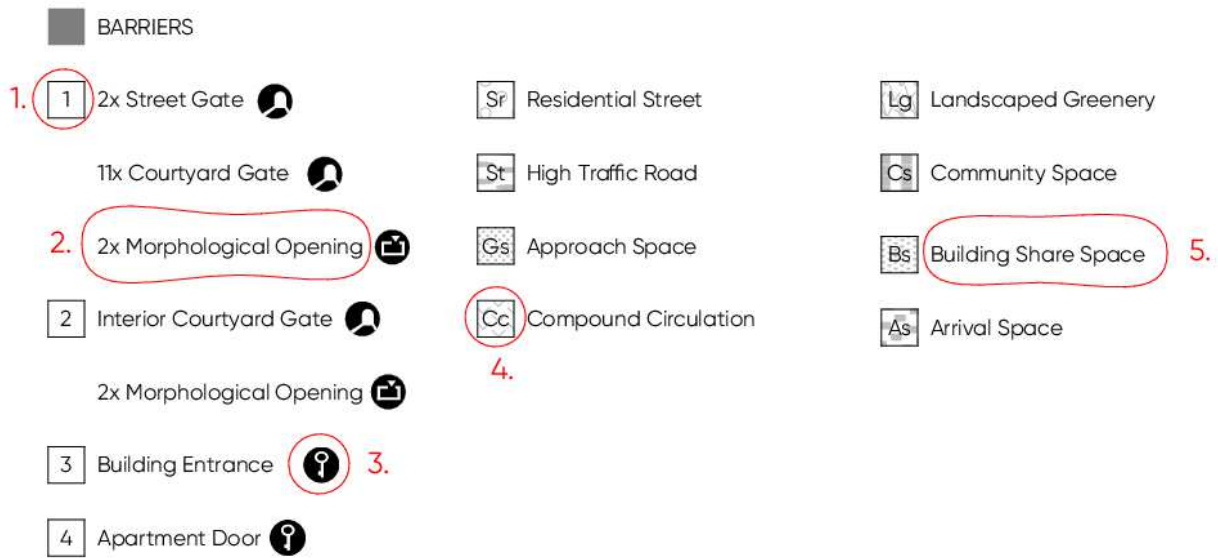 BARRIERS
1. 1 2x Street Gate
11x Courtyard Gate
2. 2x Morphological Opening
2 Interior Courtyard Gate
2x Morphological Opening
3 Building Entrance 3.
4 Apartment Door
Sr Residential Street
St High Traffic Road
Gs Approach Space
Cc Compound Circulation
4.
Lg Landscaped Greenery
Cs Community Space
Bs Building Share Space 5.
As Arrival Space